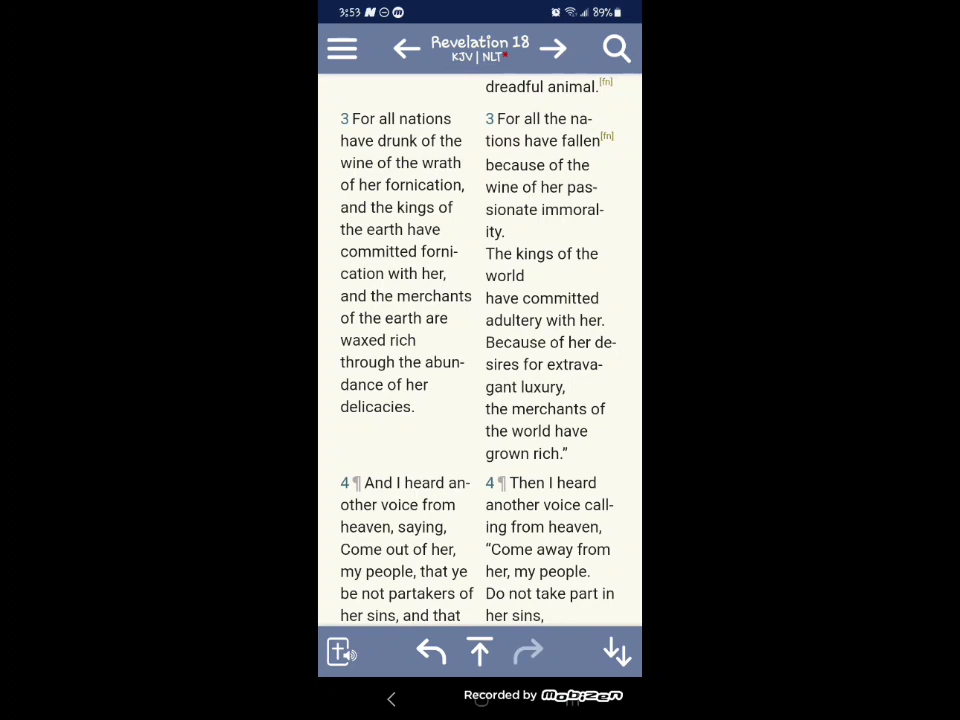 3:53 N m 89%
Revelation 18
KJV | NLT*
dreadful animal.[fn]
3 For all nations
have drunk of the
wine of the wrath
of her fornication,
and the kings of
the earth have
committed forni-
cation with her,
and the merchants
of the earth are
waxed rich
through the abun-
dance of her
delicacies.
3 For all the na-
tions have fallen[fn]
because of the
wine of her pas-
sionate immoral-
ity.
The kings of the
world
have committed
adultery with her.
Because of her de-
sires for extrava-
gant luxury,
the merchants of
the world have
grown rich.”
4 ¶ And I heard an-
other voice from
heaven, saying,
Come out of her,
my people, that ye
be not partakers of
her sins, and that
4 ¶ Then I heard
another voice call-
ing from heaven,
“Come away from
her, my people.
Do not take part in
her sins,
Recorded by mobizen